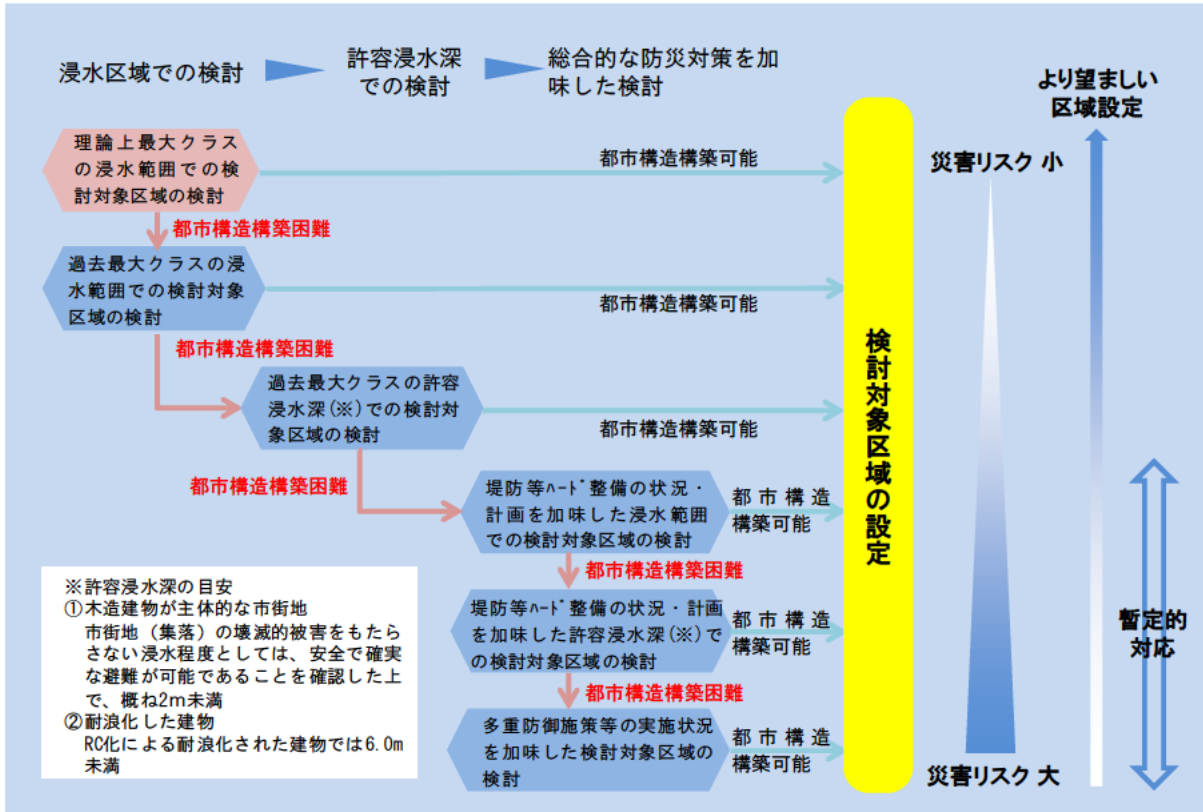 浸水区域での検討
許容浸水深
での検討
総合的な防災対策を加
味した検討
より望ましい
区域設定
理論上最大クラス
の浸水範囲での検
討対象区域の検討
都市構造構築可能
災害リスク 小
都市構造構築困難
過去最大クラスの浸
水範囲での検討対象
区域の検討
都市構造構築可能
都市構造構築困難
過去最大クラスの許容
浸水深(※)での検討対
象区域の検討
都市構造構築可能
検討対象区域の設定
都市構造構築困難
堤防等ﾊｰﾄﾞ整備の状況・
計画を加味した浸水範囲
での検討対象区域の検討
都市構造
構築可能
都市構造構築困難
堤防等ﾊｰﾄﾞ整備の状況・計画
を加味した許容浸水深(※)で
の検討対象区域の検討
都市構造
構築可能
暫定的
対応
都市構造構築困難
多重防御施策等の実施状況
を加味した検討対象区域の
検討
都市構造
構築可能
災害リスク 大
※許容浸水深の目安
①木造建物が主体的な市街地
市街地（集落）の壊滅的被害をもたら
さない浸水程度としては、安全で確実
な避難が可能であることを確認した上
で、概ね2m未満
②耐浪化した建物
RC化による耐浪化された建物では6.0m
未満